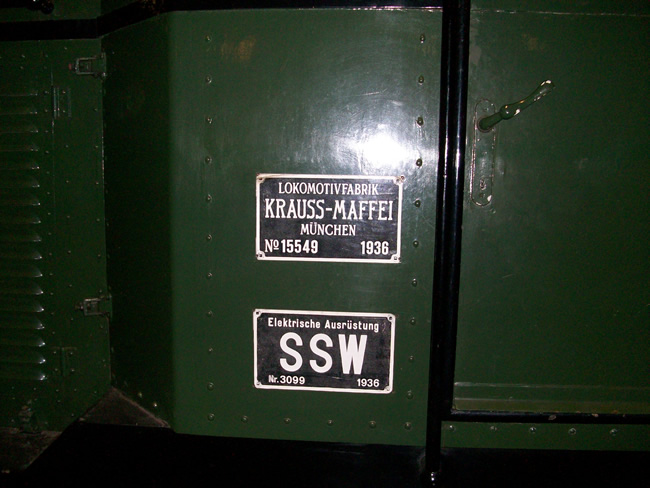 LOKOMOTIVFABRIK
KRAUSS-MAFFEI
MÜNCHEN
No 15549 1936
Elektrische Ausrüstung
SSW
Nr. 3099 1936